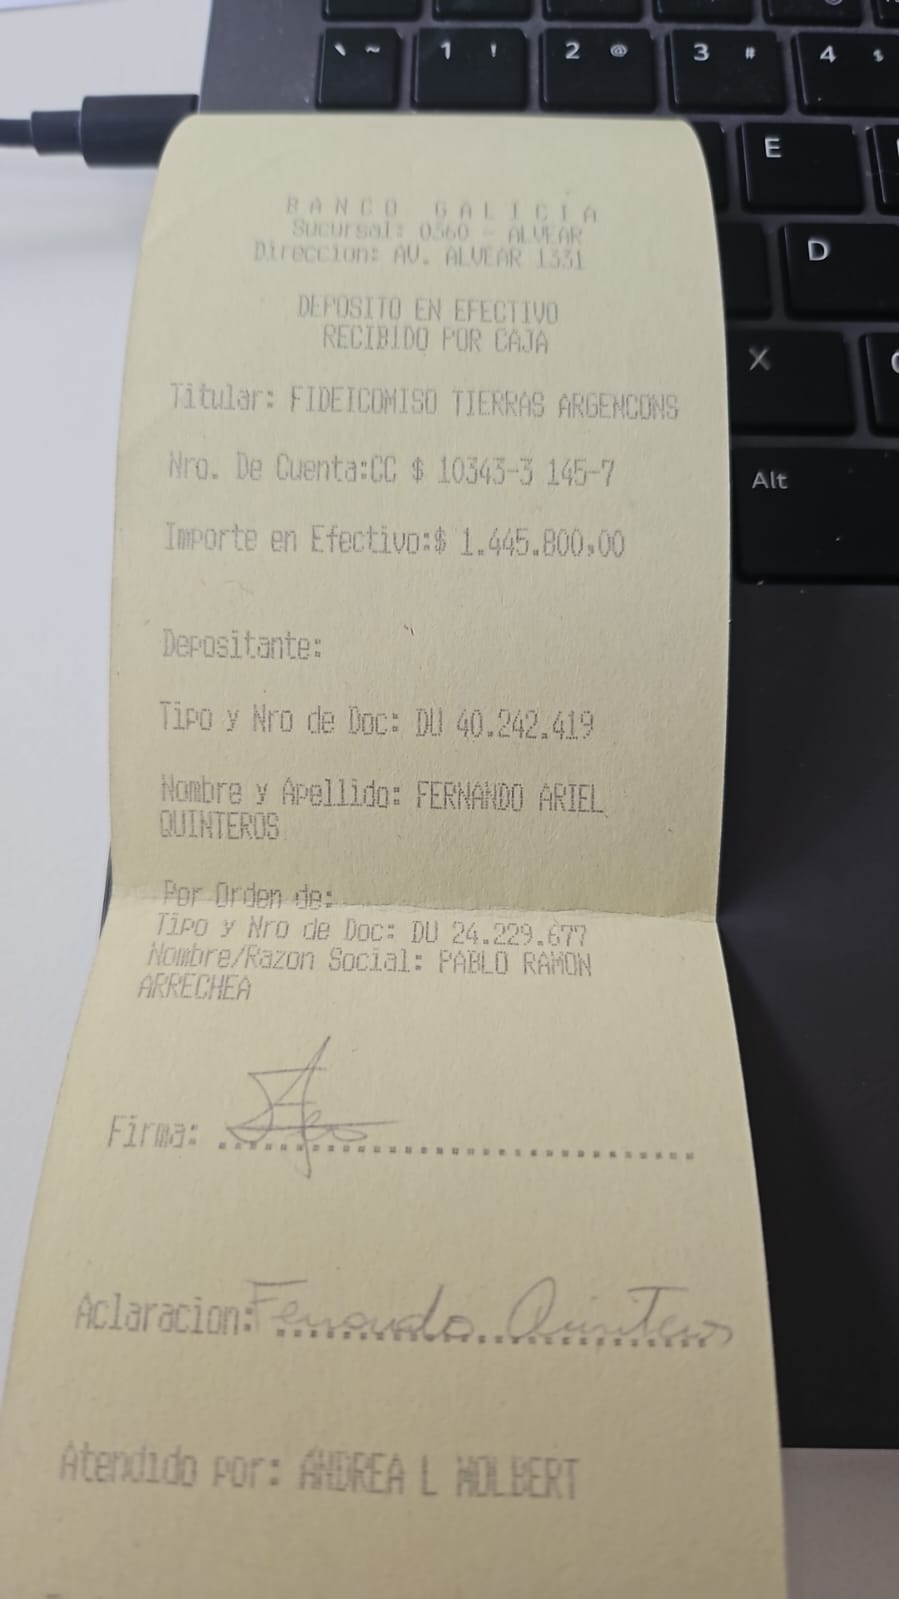 ` ~ 1 ! 2 @ 3 # 4 $
E
D
X
Alt
BANCO GALICIA
Sucursal: 0360 - ALVEAR
Direccion: AV. ALVEAR 1331
DEPOSITO EN EFECTIVO
RECIBIDO POR CAJA
Titular: FIDEICOMISO TIERRAS ARGENCONS
Nro. De Cuenta:CC $ 10343-3 145-7
Importe en Efectivo:$ 1.445.800,00
Depositante:
Tipo y Nro de Doc: DU 40.242.419
Nombre y Apellido: FERNANDO ARIEL
QUINTEROS
Por Orden de:
Tipo y Nro de Doc: DU 24.229.677
Nombre/Razon Social: PABLO RAMON
ARRECHEA
Firma:
Aclaracion: Fernando Quinteros
Atendido por: ANDREA L WOLBERT